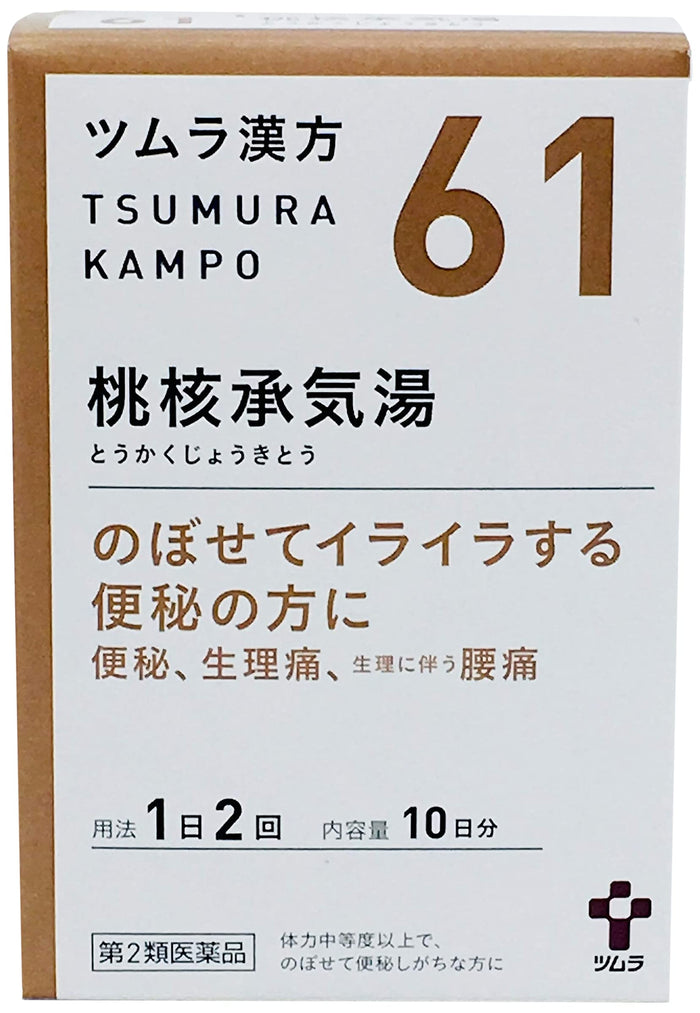 ツムラ漢方
TSUMURA
KAMPO
61
桃核承気湯
とうかくじょうきとう
のぼせてイライラする
便秘の方に
便秘、生理痛、生理に伴う腰痛
用法 1日2回 内容量 10日分
第2類医薬品
体力中等度以上で、
のぼせて便秘しがちな方に
ツムラ